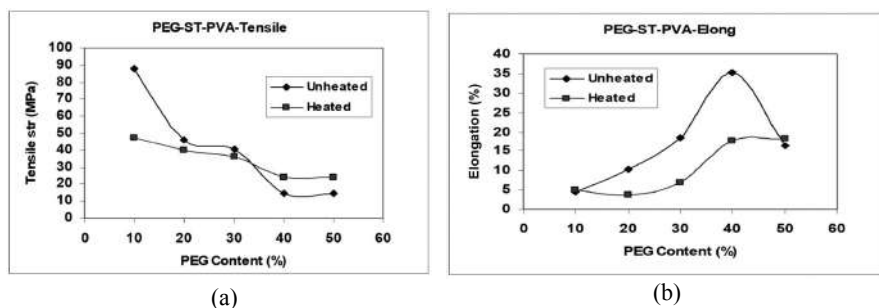 PEG-ST-PVA-Tensile
Tensile str (MPa)
100
90
80
70
60
50
40
30
20
10
0
Unheated
Heated
0 10 20 30 40 50 60
PEG Content (%)
(a)
PEG-ST-PVA-Elong
Elongation (%)
40
35
30
25
20
15
10
5
0
Unheated
Heated
0 10 20 30 40 50 60
PEG Content (%)
(b)